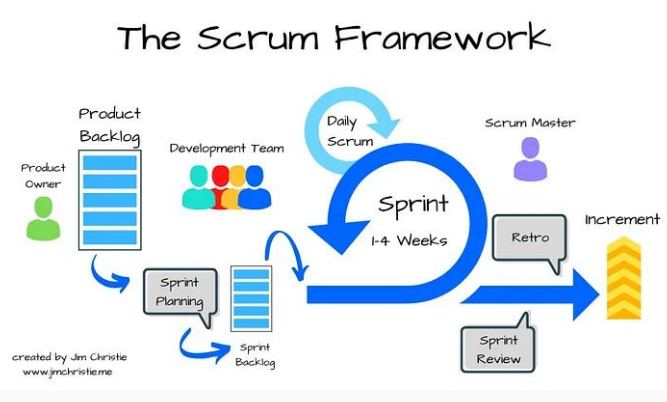 The Scrum Framework
Product
Backlog
Product
Owner
Development Team
Daily
Scrum
Scrum Master
Sprint
1-4 Weeks
Retro
Increment
Sprint
Planning
Sprint
Backlog
Sprint
Review
created by Jim Christie
www.jimchristie.me